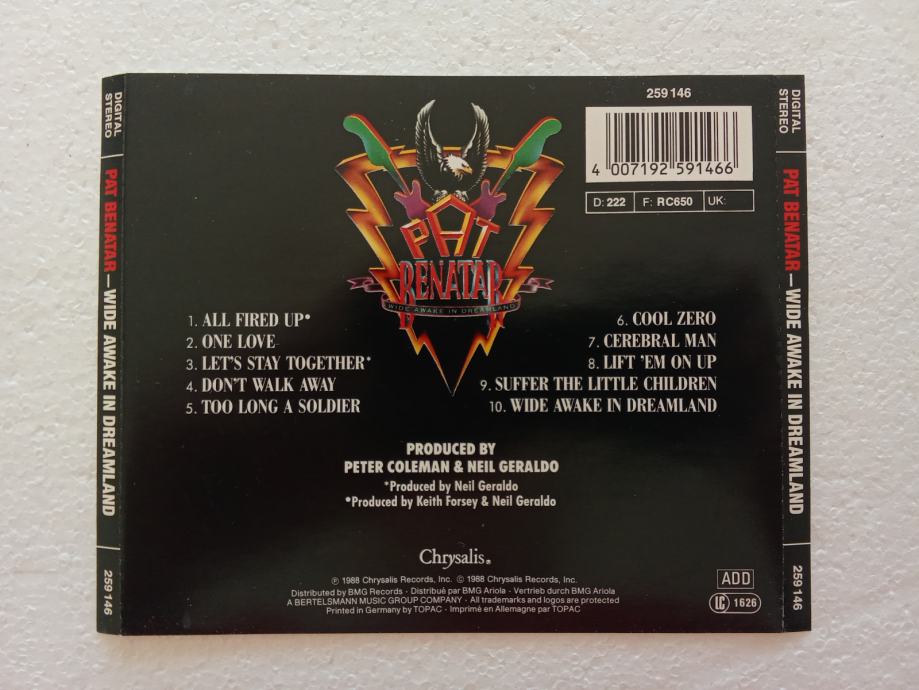 DIGITAL
STEREO
PAT BENATAR—WIDE AWAKE IN DREAMLAND
259 146
259 146
4 007192 591466
D: 222 F: RC650 UK:
PAT
BENATAR
WIDE AWAKE IN DREAMLAND
1. ALL FIRED UP•
2. ONE LOVE
3. LET'S STAY TOGETHER*
4. DON'T WALK AWAY
5. TOO LONG A SOLDIER
6. COOL ZERO
7. CEREBRAL MAN
8. LIFT 'EM ON UP
9. SUFFER THE LITTLE CHILDREN
10. WIDE AWAKE IN DREAMLAND
PRODUCED BY
PETER COLEMAN & NEIL GERALDO
*Produced by Neil Geraldo
•Produced by Keith Forsey & Neil Geraldo
Chrysalis®
℗ 1988 Chrysalis Records, Inc. © 1988 Chrysalis Records, Inc.
Distributed by BMG Records · Distribué par BMG Ariola · Vertrieb durch BMG Ariola
A BERTELSMANN MUSIC GROUP COMPANY · All trademarks and logos are protected
Printed in Germany by TOPAC · Imprimé en Allemagne par TOPAC
ADD
LC 1626
DIGITAL
STEREO
PAT BENATAR—WIDE AWAKE IN DREAMLAND
259 146